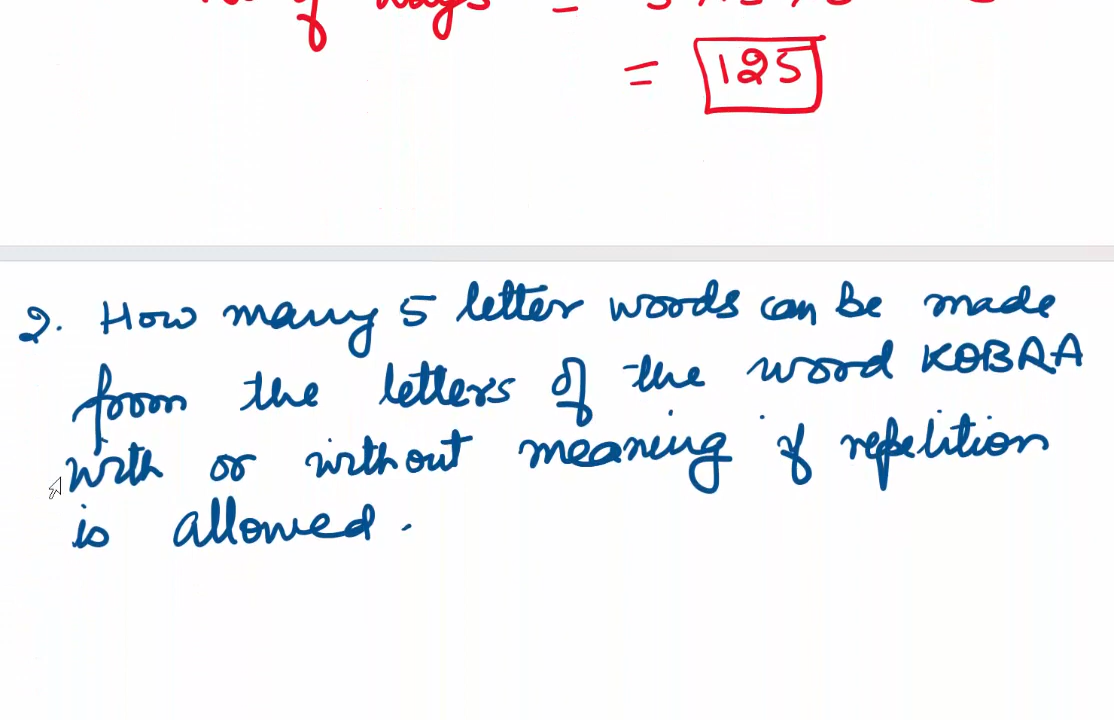 = 125
2. How many 5 letter words can be made
from the letters of the word KOBRA
with or without meaning if repetition
is allowed.